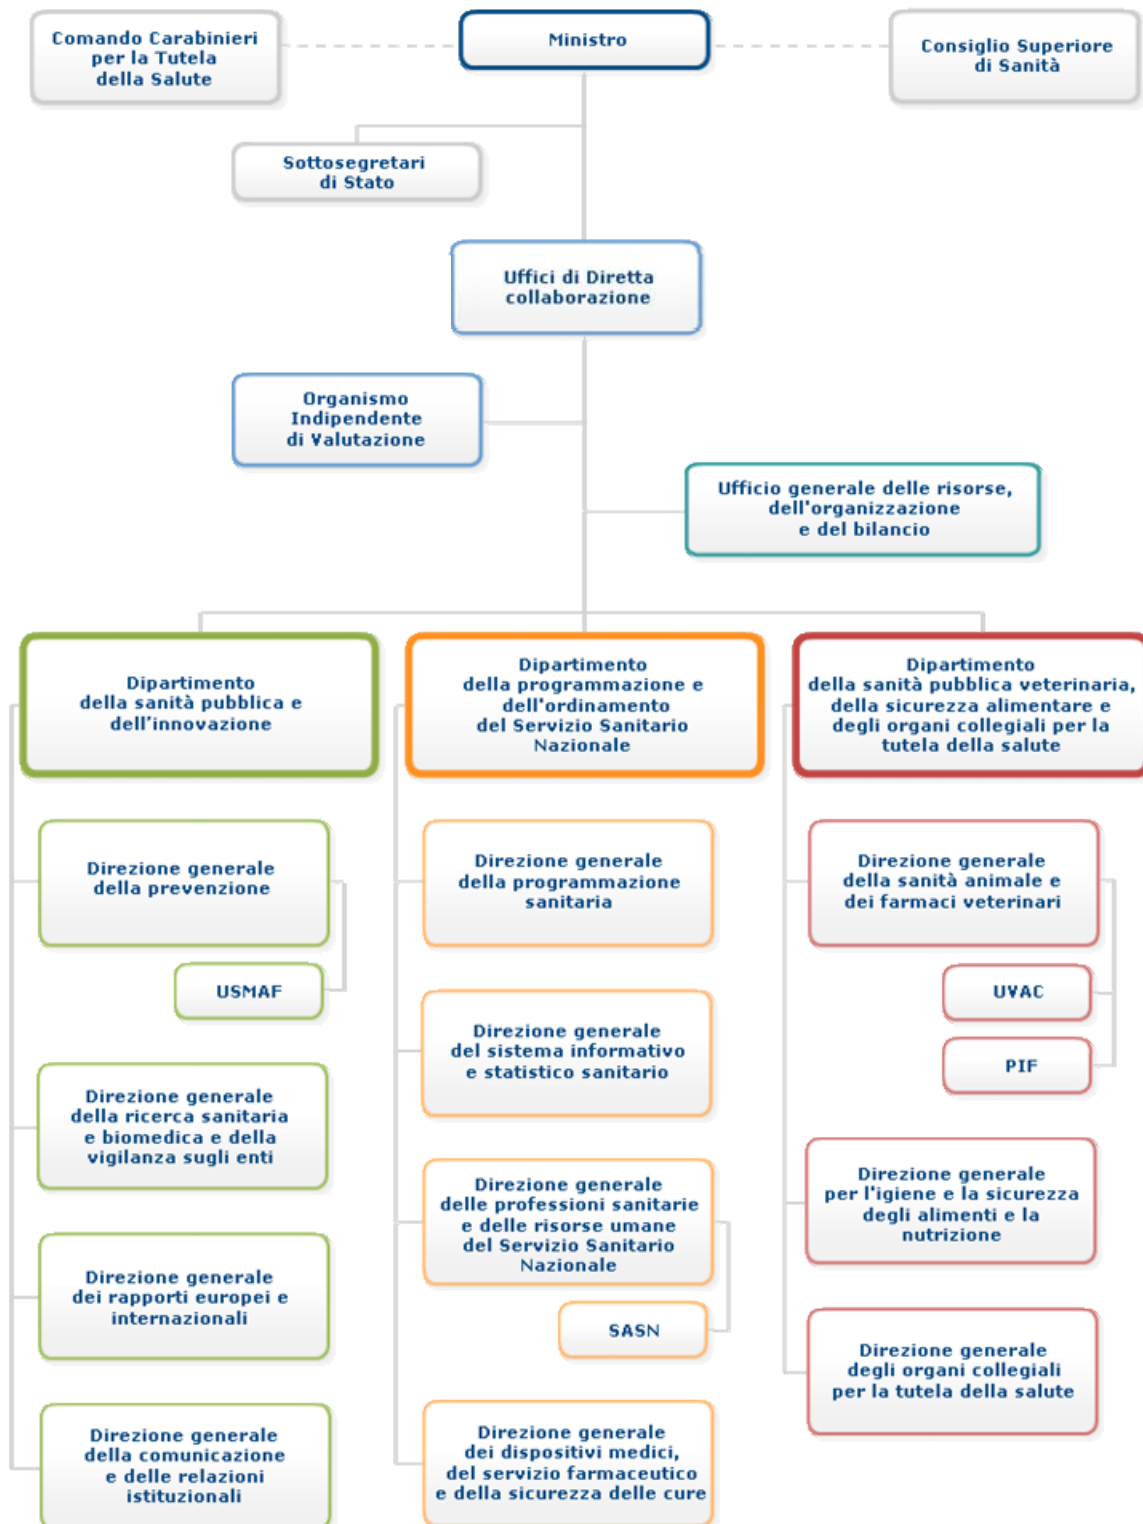 Comando Carabinieri
per la Tutela
della Salute
Ministro
Consiglio Superiore
di Sanità
Sottosegretari
di Stato
Uffici di Diretta
collaborazione
Organismo
Indipendente
di Valutazione
Ufficio generale delle risorse,
dell'organizzazione
e del bilancio
Dipartimento
della sanità pubblica e
dell’innovazione
Direzione generale
della prevenzione
USMAF
Direzione generale
della ricerca sanitaria
e biomedica e della
vigilanza sugli enti
Direzione generale
dei rapporti europei e
internazionali
Direzione generale
della comunicazione
e delle relazioni
istituzionali
Dipartimento
della programmazione e
dell'ordinamento
del Servizio Sanitario
Nazionale
Direzione generale
della programmazione
sanitaria
Direzione generale
del sistema informativo
e statistico sanitario
Direzione generale
delle professioni sanitarie
e delle risorse umane
del Servizio Sanitario
Nazionale
SASN
Direzione generale
dei dispositivi medici,
del servizio farmaceutico
e della sicurezza delle cure
Dipartimento
della sanità pubblica veterinaria,
della sicurezza alimentare e
degli organi collegiali per la
tutela della salute
Direzione generale
della sanità animale e
dei farmaci veterinari
UVAC
PIF
Direzione generale
per l'igiene e la sicurezza
degli alimenti e la
nutrizione
Direzione generale
degli organi collegiali
per la tutela della salute